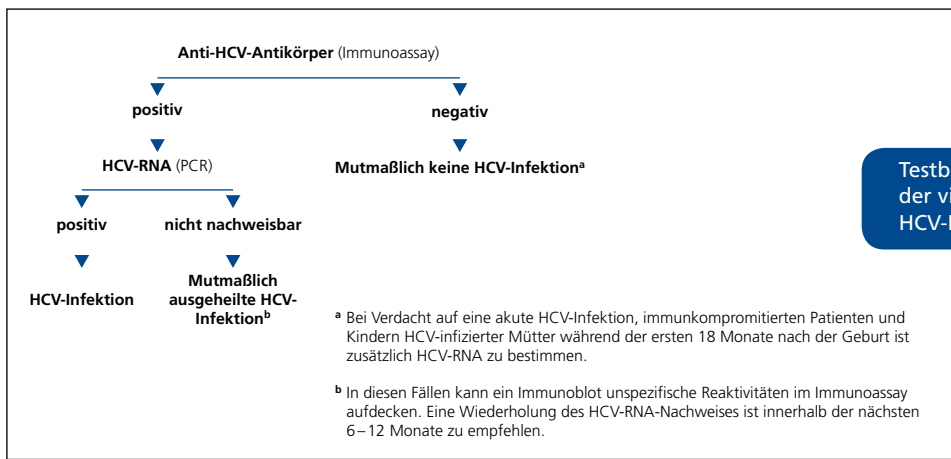 Anti-HCV-Antikörper (Immunoassay)
positiv
negativ
HCV-RNA (PCR)
Mutmaßlich keine HCV-Infektionᵃ
positiv
nicht nachweisbar
HCV-Infektion
Mutmaßlich
ausgeheilte HCV-
Infektionᵇ
ᵃ Bei Verdacht auf eine akute HCV-Infektion, immunkompromitierten Patienten und
Kindern HCV-infizierter Mütter während der ersten 18 Monate nach der Geburt ist
zusätzlich HCV-RNA zu bestimmen.
ᵇ In diesen Fällen kann ein Immunoblot unspezifische Reaktivitäten im Immunoassay
aufdecken. Eine Wiederholung des HCV-RNA-Nachweises ist innerhalb der nächsten
6–12 Monate zu empfehlen.
der